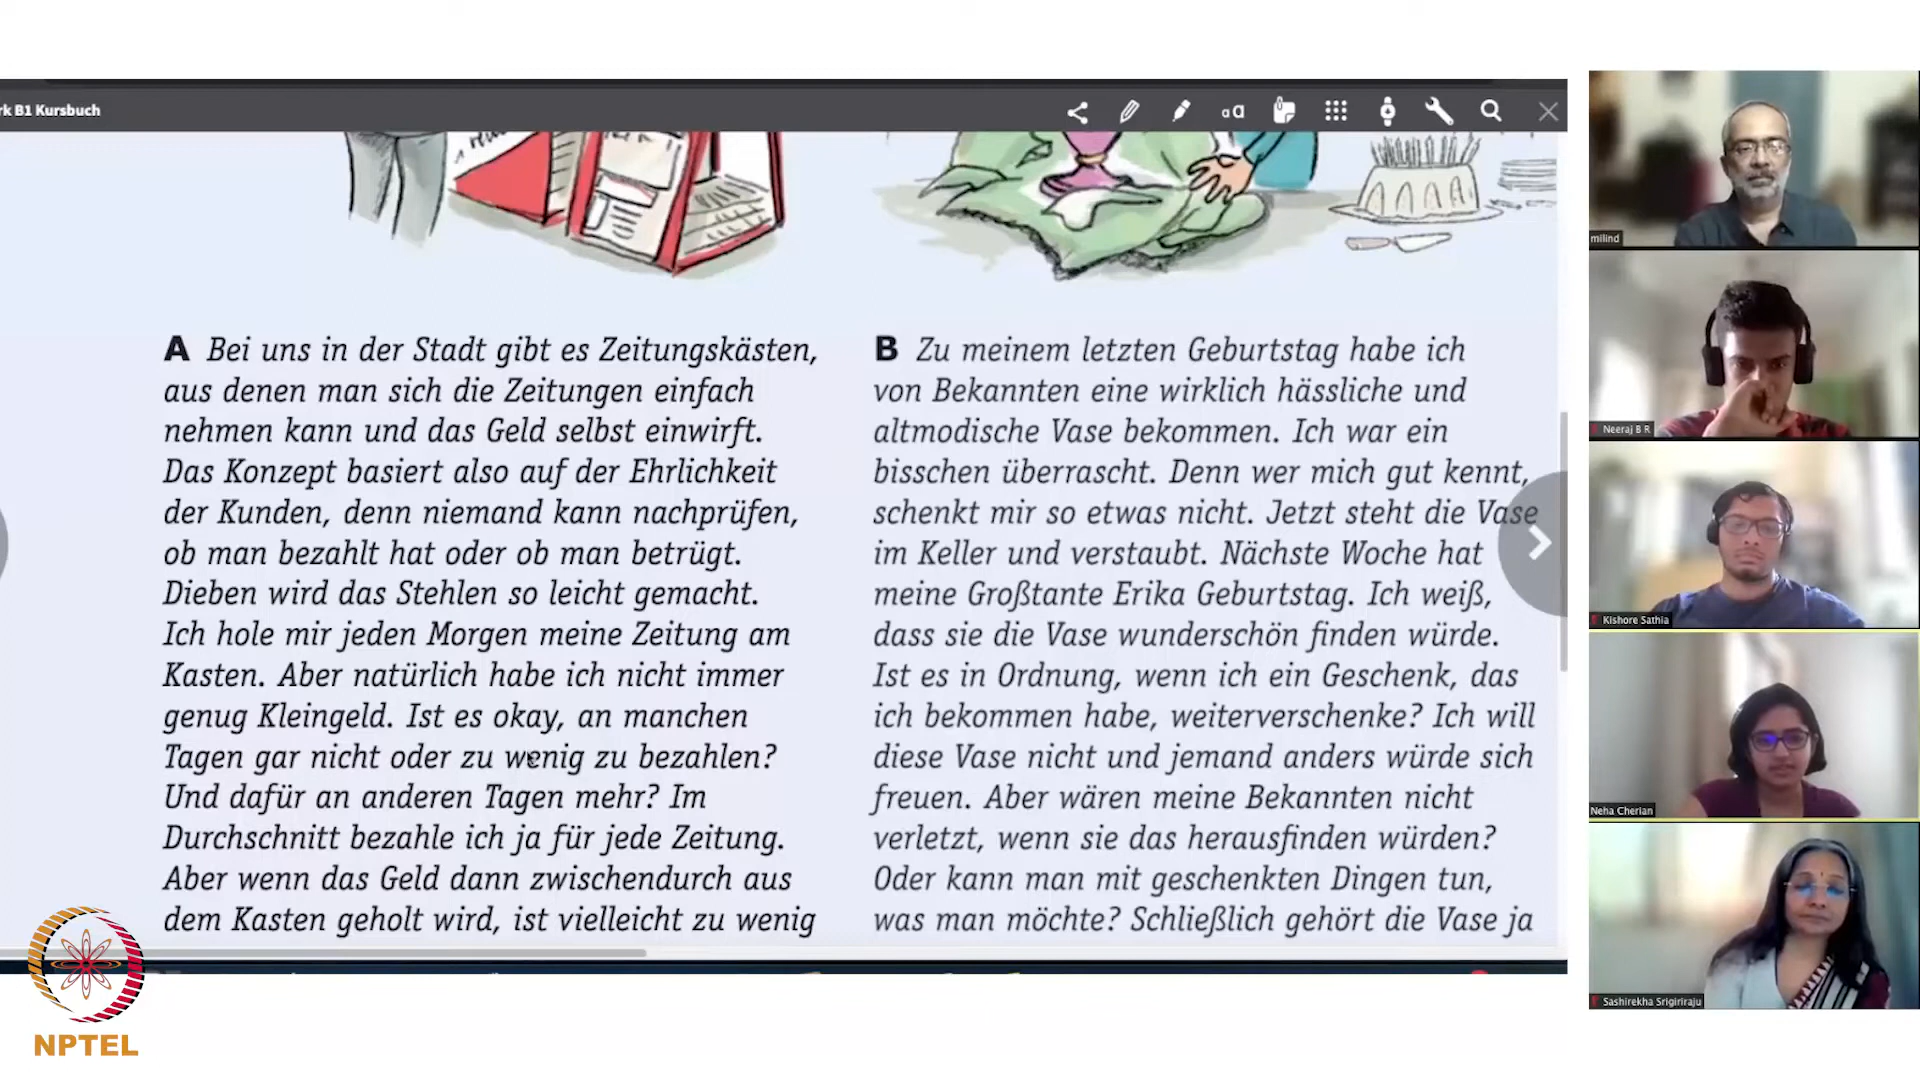 rk B1 Kursbuch
aa
A Bei uns in der Stadt gibt es Zeitungskästen,
aus denen man sich die Zeitungen einfach
nehmen kann und das Geld selbst einwirft.
Das Konzept basiert also auf der Ehrlichkeit
der Kunden, denn niemand kann nachprüfen,
ob man bezahlt hat oder ob man betrügt.
Dieben wird das Stehlen so leicht gemacht.
Ich hole mir jeden Morgen meine Zeitung am
Kasten. Aber natürlich habe ich nicht immer
genug Kleingeld. Ist es okay, an manchen
Tagen gar nicht oder zu wenig zu bezahlen?
Und dafür an anderen Tagen mehr? Im
Durchschnitt bezahle ich ja für jede Zeitung.
Aber wenn das Geld dann zwischendurch aus
dem Kasten geholt wird, ist vielleicht zu wenig
B Zu meinem letzten Geburtstag habe ich
von Bekannten eine wirklich hässliche und
altmodische Vase bekommen. Ich war ein
bisschen überrascht. Denn wer mich gut kennt,
schenkt mir so etwas nicht. Jetzt steht die Vase
im Keller und verstaubt. Nächste Woche hat
meine Großtante Erika Geburtstag. Ich weiß,
dass sie die Vase wunderschön finden würde.
Ist es in Ordnung, wenn ich ein Geschenk, das
ich bekommen habe, weiterverschenke? Ich will
diese Vase nicht und jemand anders würde sich
freuen. Aber wären meine Bekannten nicht
verletzt, wenn sie das herausfinden würden?
Oder kann man mit geschenkten Dingen tun,
was man möchte? Schließlich gehört die Vase ja
milind
Neeraj B R
Kishore Sathia
Neha Cherian
Sashirekha Srigiriraju
NPTEL